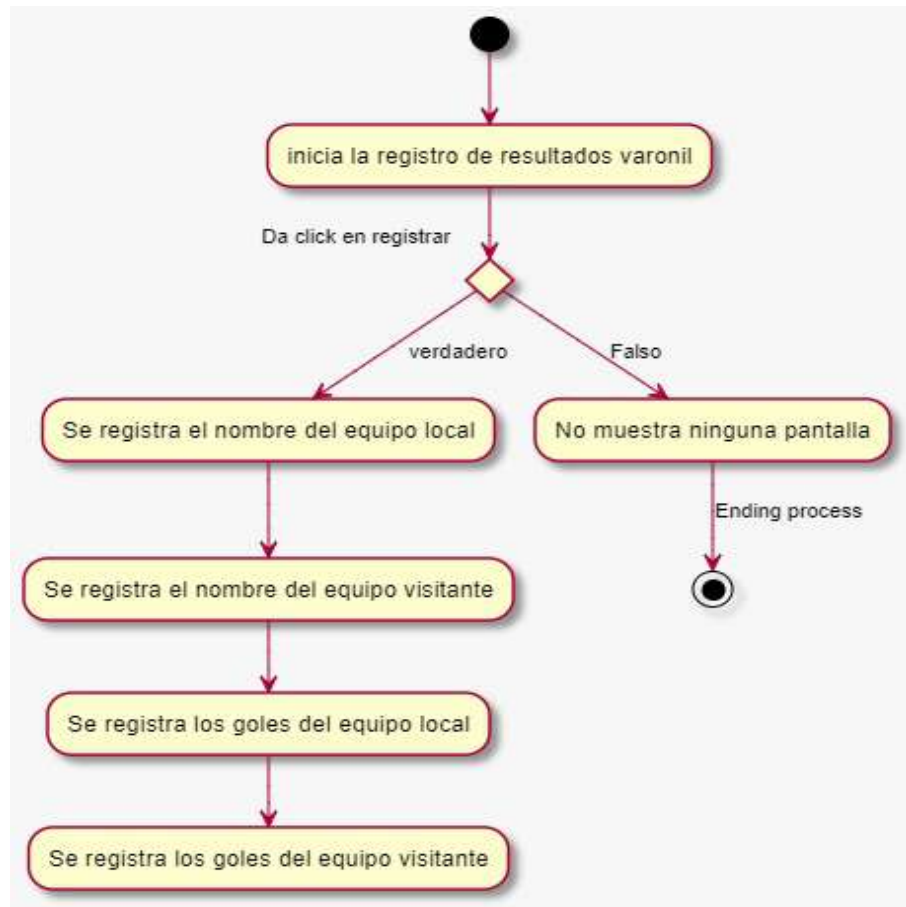 inicia la registro de resultados varonil
Da click en registrar
verdadero
Falso
Se registra el nombre del equipo local
No muestra ninguna pantalla
Ending process
Se registra el nombre del equipo visitante
Se registra los goles del equipo local
Se registra los goles del equipo visitante